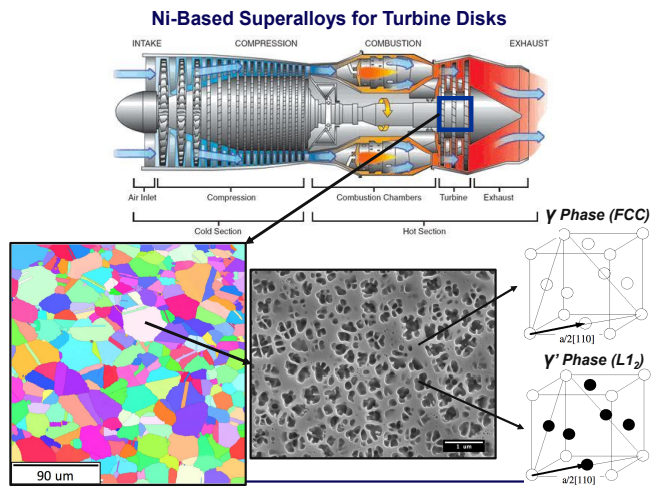 Ni-Based Superalloys for Turbine Disks
INTAKE COMPRESSION COMBUSTION EXHAUST
Air Inlet Compression Combustion Chambers Turbine Exhaust
Cold Section Hot Section
γ Phase (FCC)
a/2[110]
γ’ Phase (L1₂)
a/2[110]
1 um
90 um